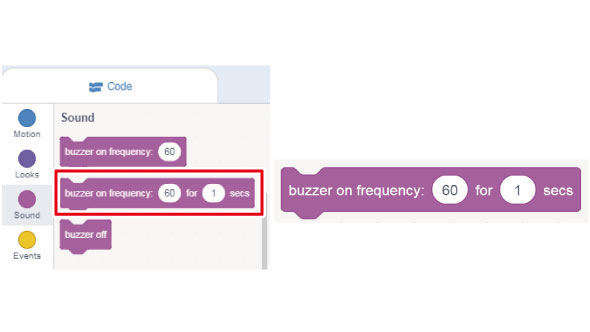 Code
Sound
Motion
Looks
Sound
Events
buzzer on frequency: 60
buzzer on frequency: 60 for 1 secs
buzzer off
buzzer on frequency: 60 for 1 secs